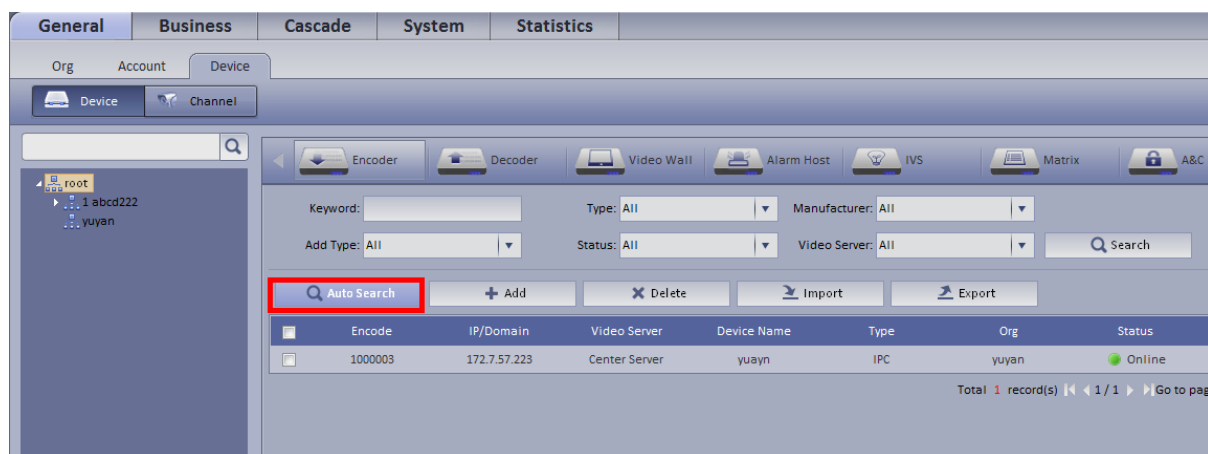 General Business Cascade System Statistics
Org Account Device
Device Channel
Encoder Decoder Video Wall Alarm Host IVS Matrix A&C
root
1 abcd222
yuyan
Keyword: Type: All Manufacturer: All
Add Type: All Status: All Video Server: All Search
Auto Search Add Delete Import Export
Encode IP/Domain Video Server Device Name Type Org Status
1000003 172.7.57.223 Center Server yuayn IPC yuyan Online
Total 1 record(s) 1/1 Go to pag